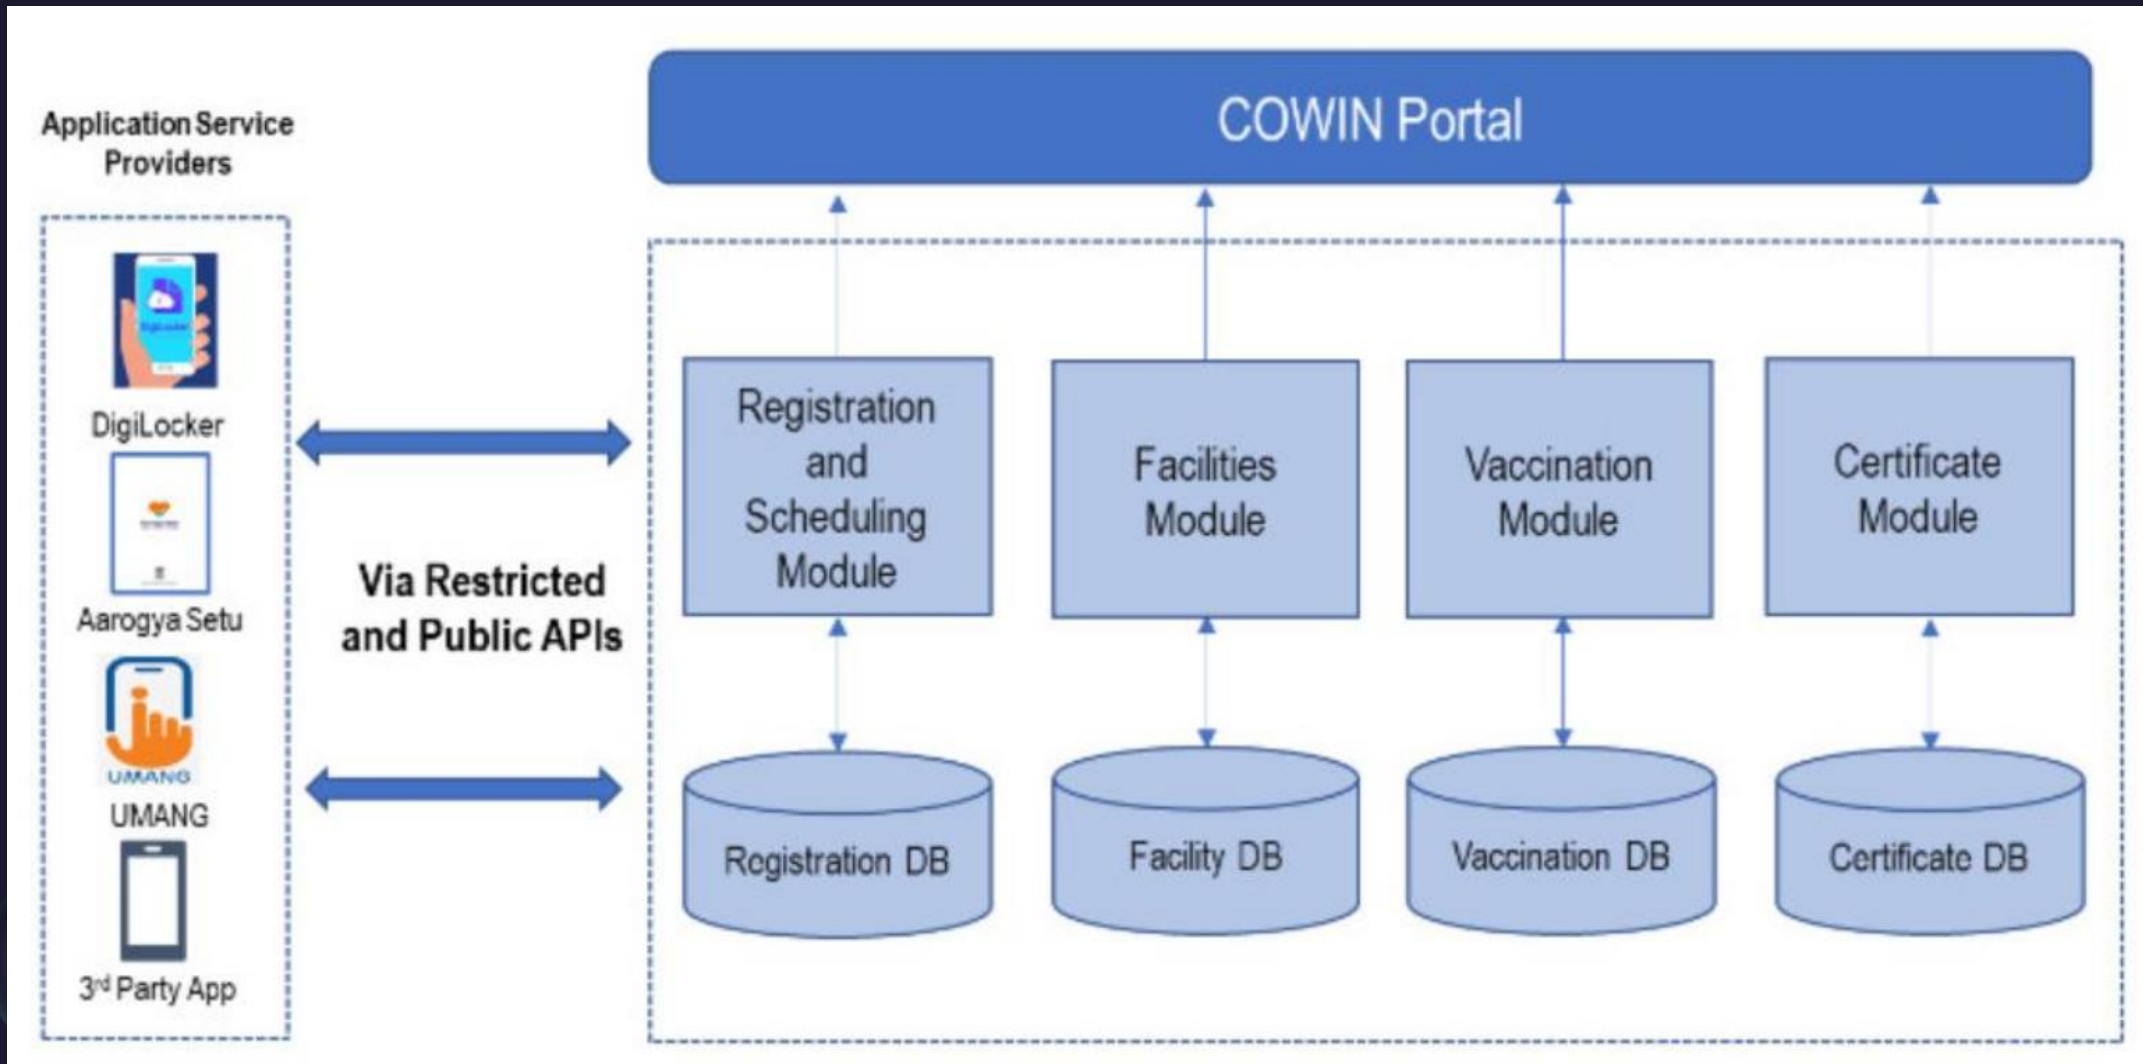 COWIN Portal
Application Service
Providers
DigiLocker
Aarogya Setu
UMANG
UMANG
3rd Party App
Via Restricted
and Public APIs
Registration
and
Scheduling
Module
Facilities
Module
Vaccination
Module
Certificate
Module
Registration DB
Facility DB
Vaccination DB
Certificate DB